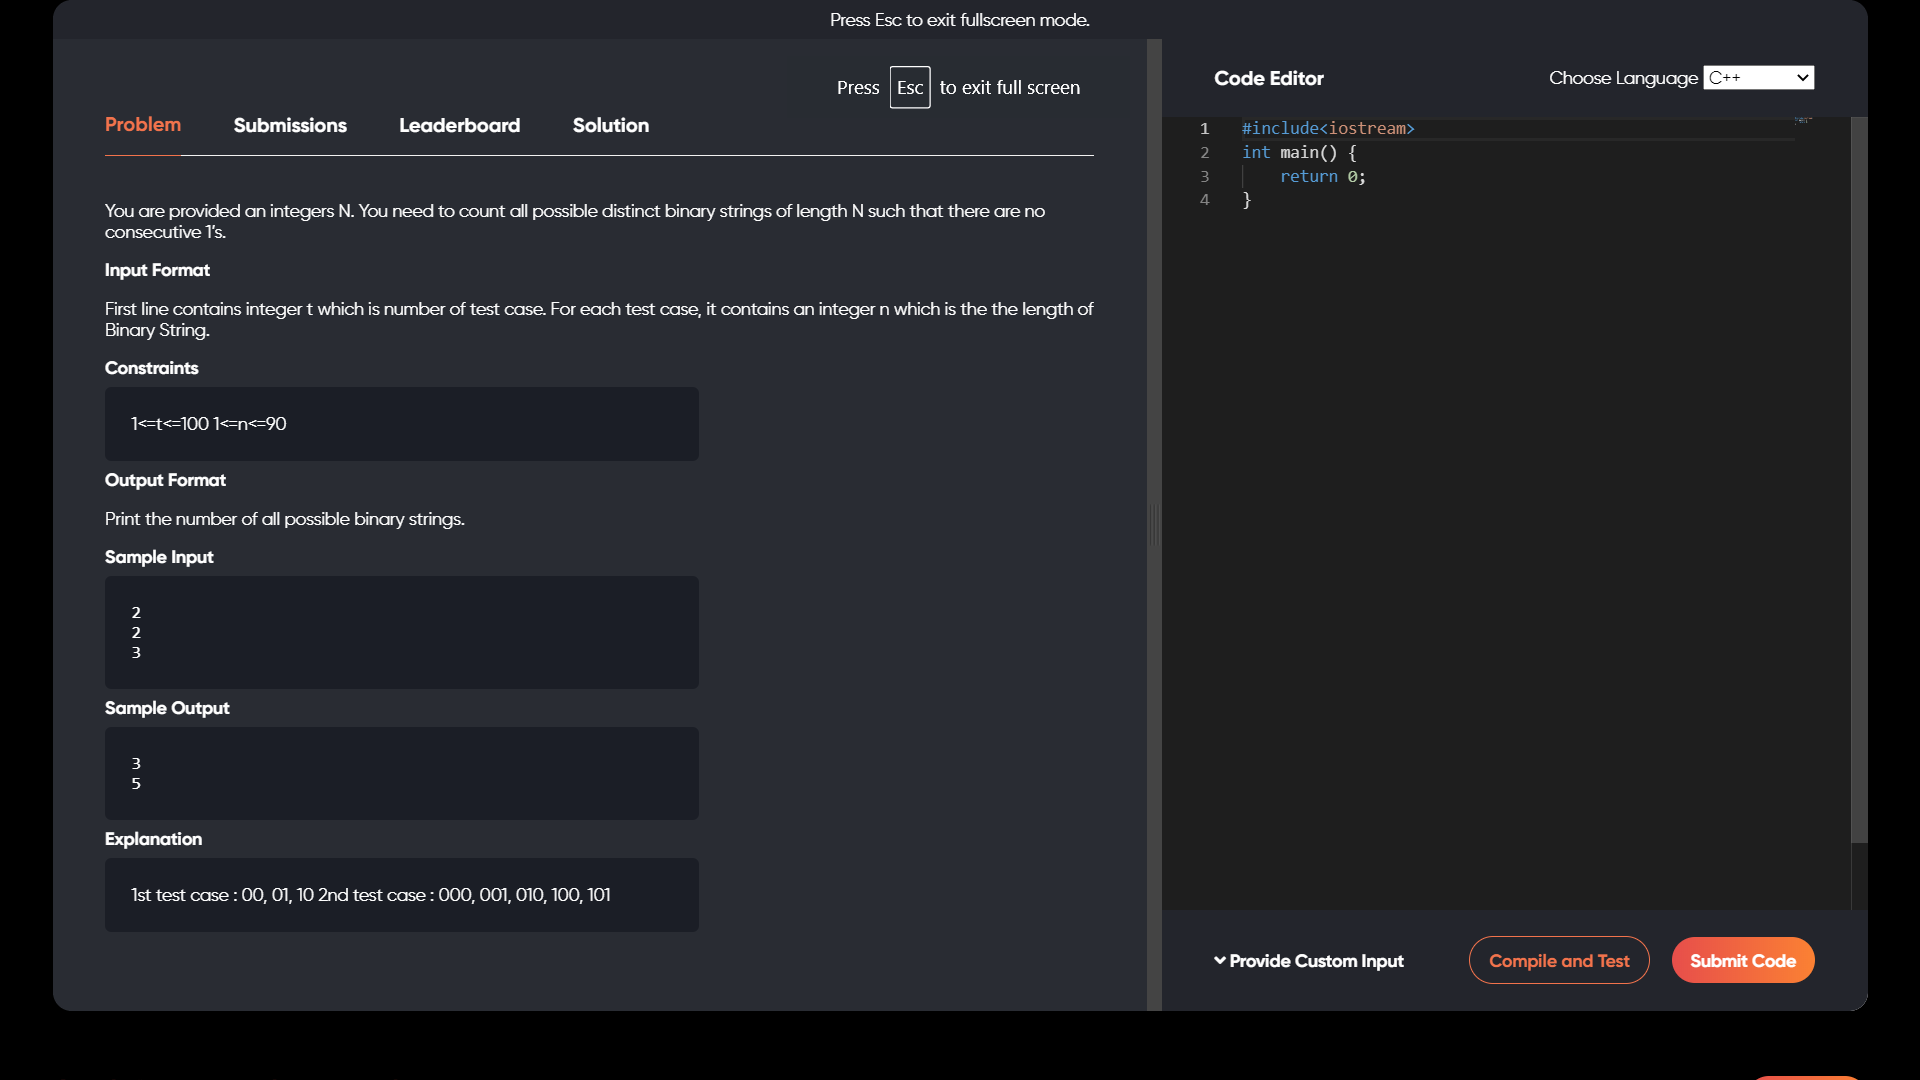 Press Esc to exit fullscreen mode.
Press Esc to exit full screen
Problem Submissions Leaderboard Solution
You are provided an integers N. You need to count all possible distinct binary strings of length N such that there are no
consecutive 1's.
Input Format
First line contains integer t which is number of test case. For each test case, it contains an integer n which is the the length of
Binary String.
Constraints
1<=t<=100 1<=n<=90
Output Format
Print the number of all possible binary strings.
Sample Input
2
2
3
Sample Output
3
5
Explanation
1st test case : 00, 01, 10 2nd test case : 000, 001, 010, 100, 101
Code Editor
Choose Language C++
1 #include<iostream>
2 int main() {
3     return 0;
4 }
Provide Custom Input
Compile and Test
Submit Code